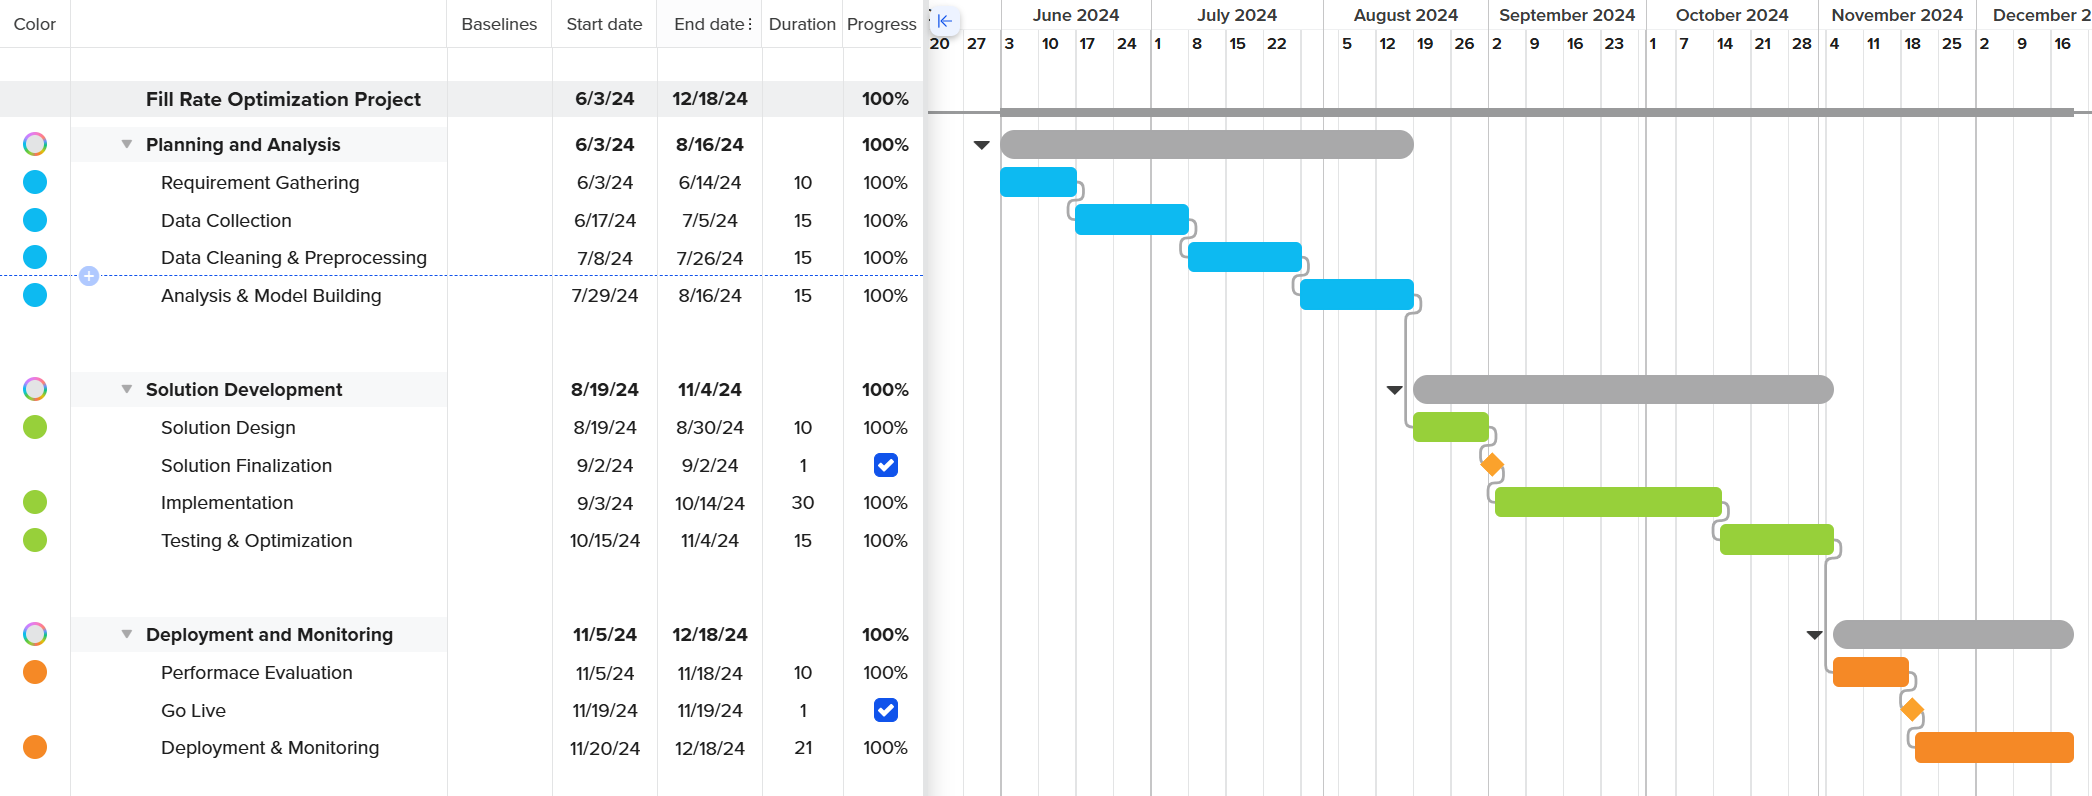 Color Baselines Start date End date Duration Progress
June 2024 July 2024 August 2024 September 2024 October 2024 November 2024 December 2
20 27 3 10 17 24 1 8 15 22 5 12 19 26 2 9 16 23 1 7 14 21 28 4 11 18 25 2 9 16
Fill Rate Optimization Project 6/3/24 12/18/24 100%
Planning and Analysis 6/3/24 8/16/24 100%
Requirement Gathering 6/3/24 6/14/24 10 100%
Data Collection 6/17/24 7/5/24 15 100%
Data Cleaning & Preprocessing 7/8/24 7/26/24 15 100%
Analysis & Model Building 7/29/24 8/16/24 15 100%
Solution Development 8/19/24 11/4/24 100%
Solution Design 8/19/24 8/30/24 10 100%
Solution Finalization 9/2/24 9/2/24 1
Implementation 9/3/24 10/14/24 30 100%
Testing & Optimization 10/15/24 11/4/24 15 100%
Deployment and Monitoring 11/5/24 12/18/24 100%
Performace Evaluation 11/5/24 11/18/24 10 100%
Go Live 11/19/24 11/19/24 1
Deployment & Monitoring 11/20/24 12/18/24 21 100%